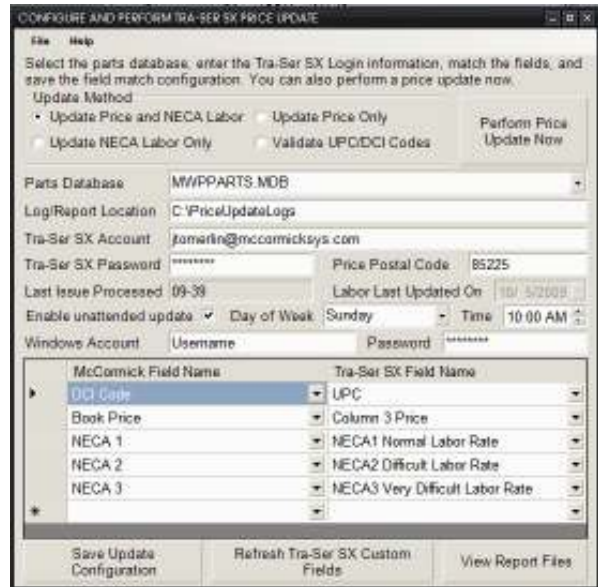 CONFIGURE AND PERFORM TRA-SER SX PRICE UPDATE
File Help
Select the parts database, enter the Tra-Ser SX Login information, match the fields, and
save the field match configuration. You can also perform a price update now.
Update Method
Update Price and NECA Labor Update Price Only
Update NECA Labor Only Validate UPC/DCI Codes
Perform Price
Update Now
Parts Database MWPPARTS.MDB
Log/Report Location C:\PriceUpdateLogs
Tra-Ser SX Account jtomerlin@mccormicksys.com
Tra-Ser SX Password ******** Price Postal Code 85225
Last Issue Processed 09-39 Labor Last Updated On 10/ 5/2009
Enable unattended update Day of Week Sunday Time 10:00 AM
Windows Account Username Password ********
McCormick Field Name Tra-Ser SX Field Name
DCI Code UPC
Book Price Column 3 Price
NECA 1 NECA1 Normal Labor Rate
NECA 2 NECA2 Difficult Labor Rate
NECA 3 NECA3 Very Difficult Labor Rate
Save Update
Configuration
Refresh Tra-Ser SX Custom
Fields
View Report Files